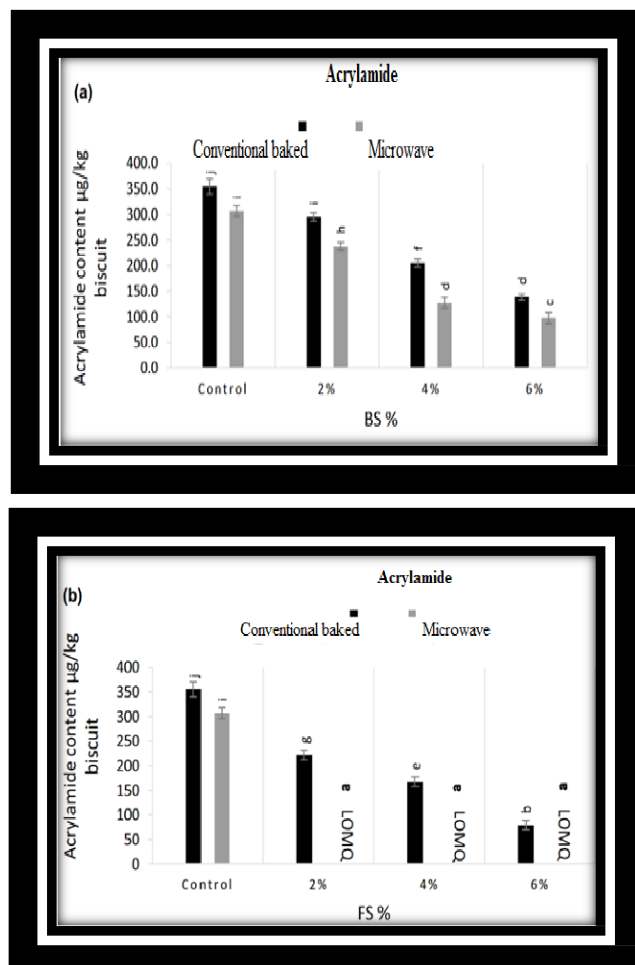 (a)
Acrylamide
Conventional baked
Microwave
Acrylamide content µg/kg
biscuit
400.0
350.0
300.0
250.0
200.0
150.0
100.0
50.0
0.0
j
i
i
h
f
d
d
c
Control
2%
4%
6%
BS %
(b)
Acrylamide
Conventional baked
Microwave
Acrylamide content µg/kg
biscuit
400
350
300
250
200
150
100
50
0
j
i
g
a
LOMQ
e
a
LOMQ
b
a
LOMQ
Control
2%
4%
6%
FS %